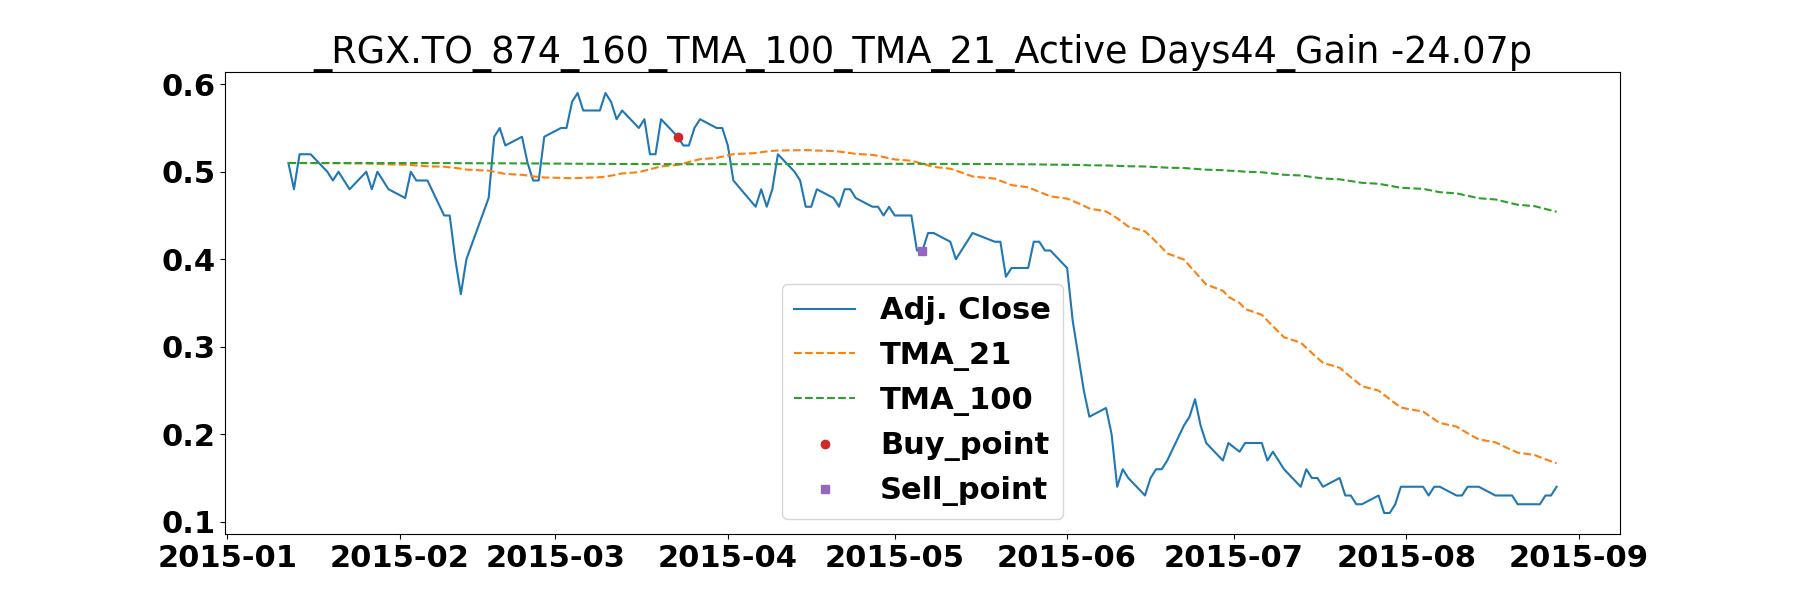 _RGX.TO_874_160_TMA_100_TMA_21_Active Days44_Gain -24.07p
0.6
0.5
0.4
0.3
0.2
0.1
Adj. Close
TMA_21
TMA_100
Buy_point
Sell_point
2015-01 2015-02 2015-03 2015-04 2015-05 2015-06 2015-07 2015-08 2015-09